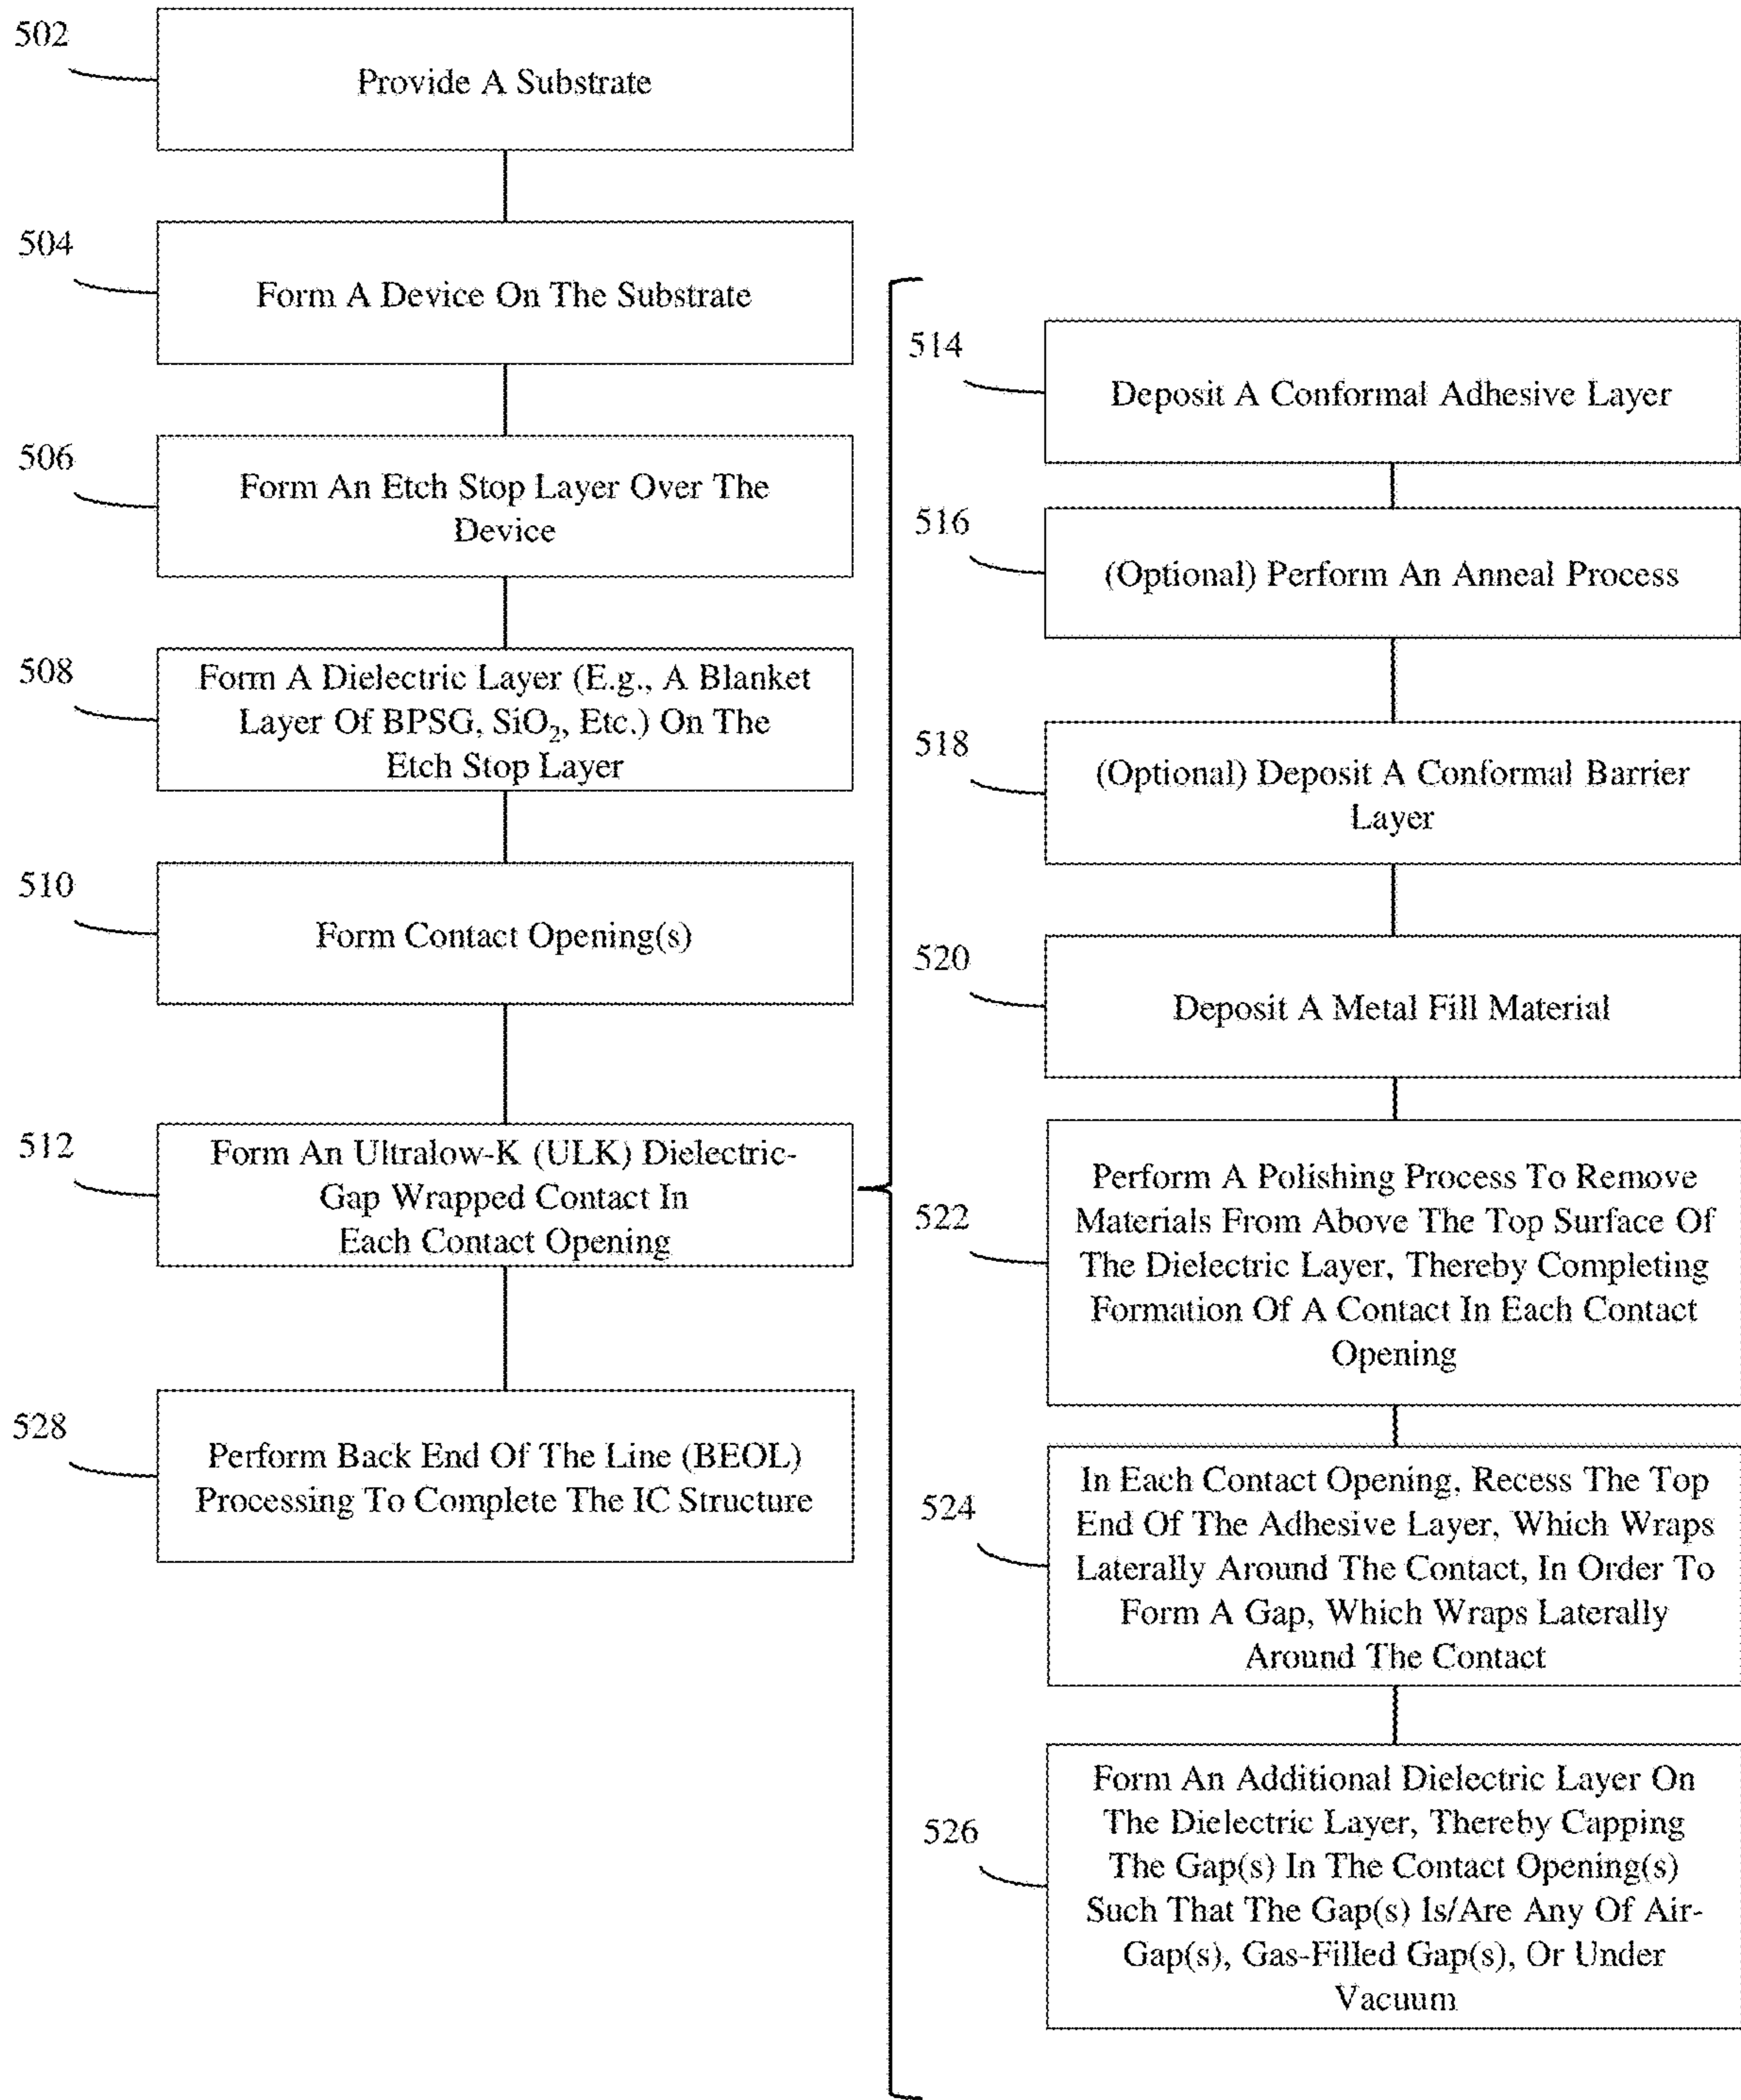 502
Provide A Substrate
504
Form A Device On The Substrate
506
Form An Etch Stop Layer Over The
Device
508
Form A Dielectric Layer (E.g., A Blanket
Layer Of BPSG, SiO₂, Etc.) On The
Etch Stop Layer
510
Form Contact Opening(s)
512
Form An Ultralow-K (ULK) Dielectric-
Gap Wrapped Contact In
Each Contact Opening
528
Perform Back End Of The Line (BEOL)
Processing To Complete The IC Structure
514
Deposit A Conformal Adhesive Layer
516
(Optional) Perform An Anneal Process
518
(Optional) Deposit A Conformal Barrier
Layer
520
Deposit A Metal Fill Material
522
Perform A Polishing Process To Remove
Materials From Above The Top Surface Of
The Dielectric Layer, Thereby Completing
Formation Of A Contact In Each Contact
Opening
524
In Each Contact Opening, Recess The Top
End Of The Adhesive Layer, Which Wraps
Laterally Around The Contact, In Order To
Form A Gap, Which Wraps Laterally
Around The Contact
526
Form An Additional Dielectric Layer On
The Dielectric Layer, Thereby Capping
The Gap(s) In The Contact Opening(s)
Such That The Gap(s) Is/Are Any Of Air-
Gap(s), Gas-Filled Gap(s), Or Under
Vacuum